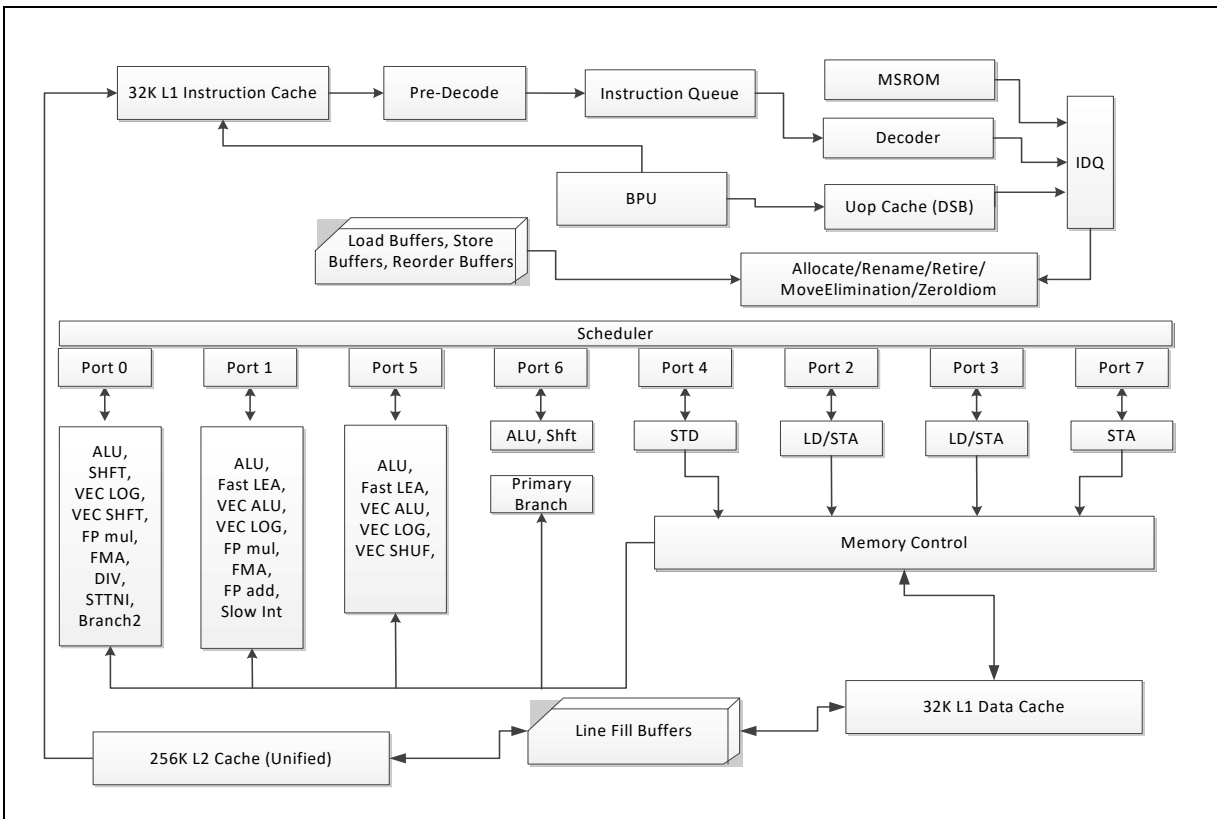 32K L1 Instruction Cache
Pre-Decode
Instruction Queue
MSROM
Decoder
IDQ
BPU
Uop Cache (DSB)
Load Buffers, Store
Buffers, Reorder Buffers
Allocate/Rename/Retire/
MoveElimination/ZeroIdiom
Scheduler
Port 0
Port 1
Port 5
Port 6
Port 4
Port 2
Port 3
Port 7
ALU,
SHFT,
VEC LOG,
VEC SHFT,
FP mul,
FMA,
DIV,
STTNI,
Branch2
ALU,
Fast LEA,
VEC ALU,
VEC LOG,
FP mul,
FMA,
FP add,
Slow Int
ALU,
Fast LEA,
VEC ALU,
VEC LOG,
VEC SHUF,
ALU, Shft
Primary
Branch
STD
LD/STA
LD/STA
STA
Memory Control
32K L1 Data Cache
Line Fill Buffers
256K L2 Cache (Unified)